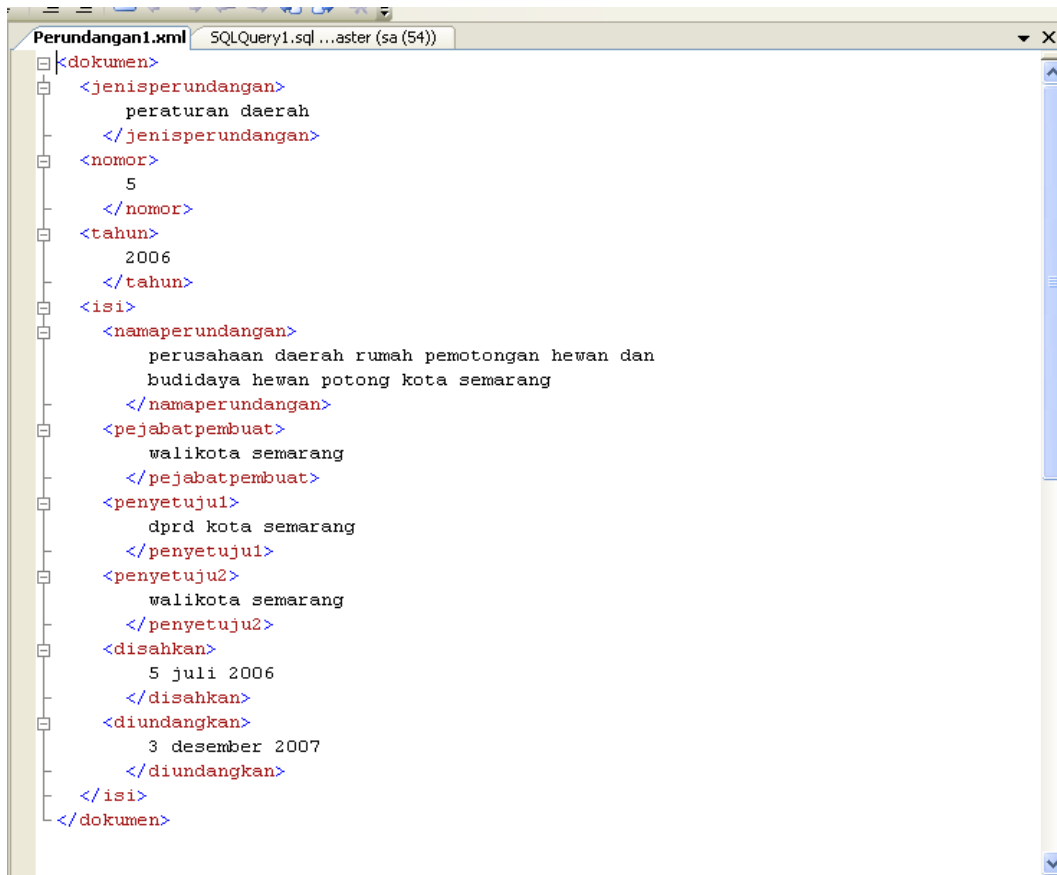 Perundangan1.xml SQLQuery1.sql ...aster (sa (54))
<dokumen>
<jenisperundangan>
peraturan daerah
</jenisperundangan>
<nomor>
5
</nomor>
<tahun>
2006
</tahun>
<isi>
<namaperundangan>
perusahaan daerah rumah pemotongan hewan dan
budidaya hewan potong kota semarang
</namaperundangan>
<pejabatpembuat>
walikota semarang
</pejabatpembuat>
<penyetuju1>
dprd kota semarang
</penyetuju1>
<penyetuju2>
walikota semarang
</penyetuju2>
<disahkan>
5 juli 2006
</disahkan>
<diundangkan>
3 desember 2007
</diundangkan>
</isi>
</dokumen>